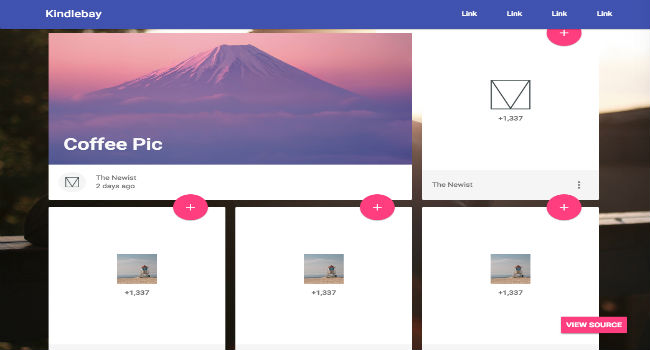 Kindlebay
Link Link Link Link
Coffee Pic
+1,337
The Newist
2 days ago
The Newist
+1,337
+1,337
+1,337
VIEW SOURCE